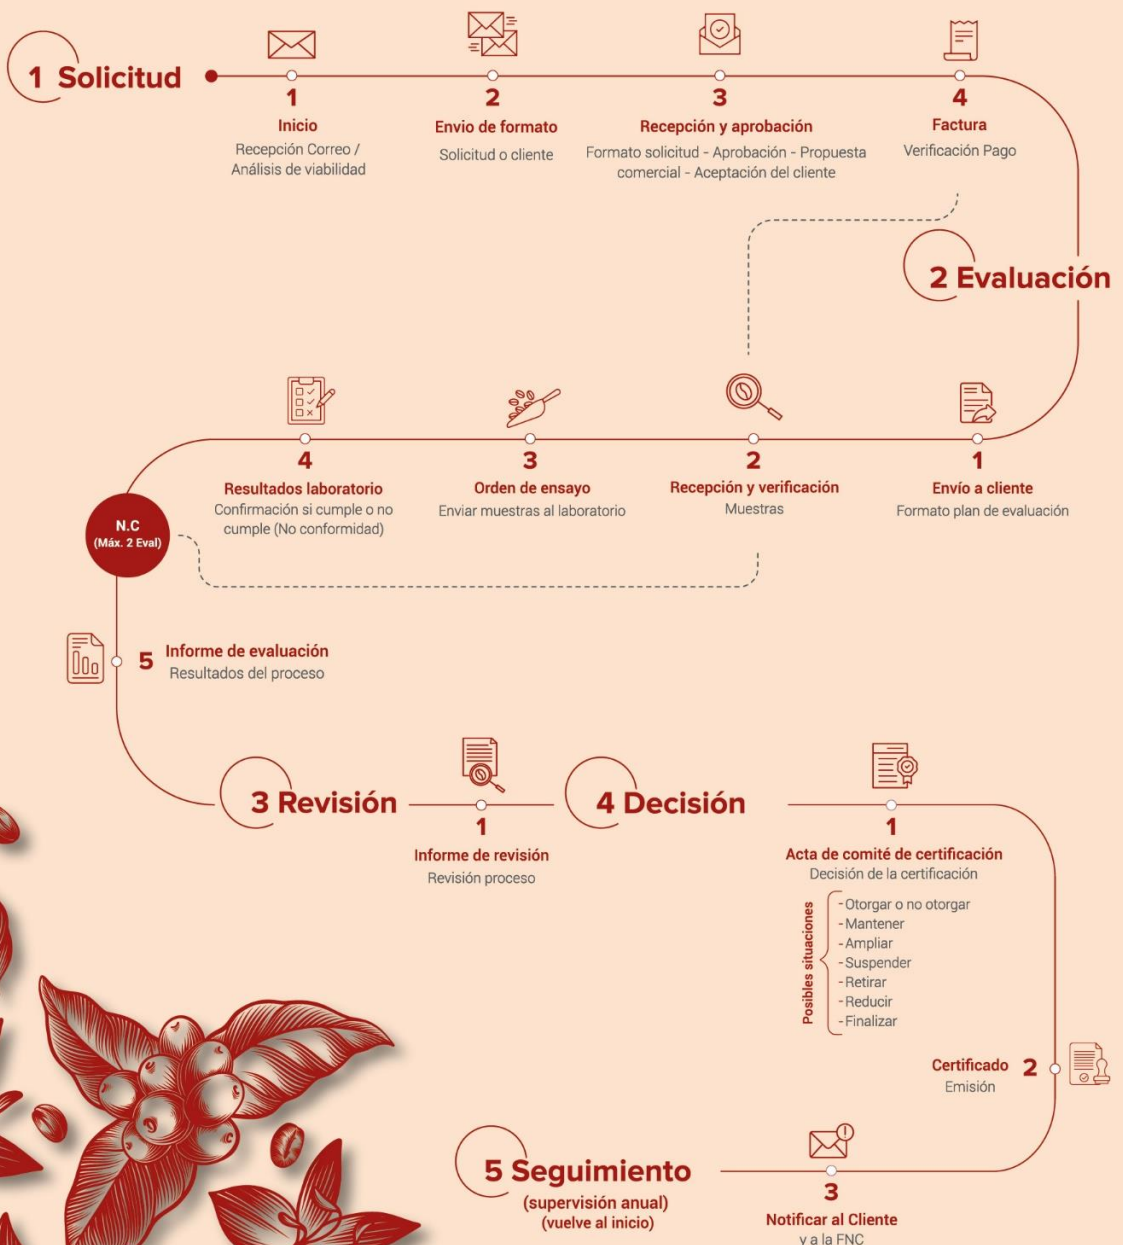 1 Solicitud
1
Inicio
Recepción Correo /
Análisis de viabilidad
2
Envio de formato
Solicitud o cliente
3
Recepción y aprobación
Formato solicitud - Aprobación - Propuesta
comercial - Aceptación del cliente
4
Factura
Verificación Pago
2 Evaluación
1
Envío a cliente
Formato plan de evaluación
2
Recepción y verificación
Muestras
3
Orden de ensayo
Enviar muestras al laboratorio
4
Resultados laboratorio
Confirmación si cumple o no
cumple (No conformidad)
N.C
(Máx. 2 Eval)
5
Informe de evaluación
Resultados del proceso
3 Revisión
1
Informe de revisión
Revisión proceso
4 Decisión
1
Acta de comité de certificación
Decisión de la certificación
Posibles situaciones
- Otorgar o no otorgar
- Mantener
- Ampliar
- Suspender
- Retirar
- Reducir
- Finalizar
Certificado 2
Emisión
3
Notificar al Cliente
y a la FNC
5 Seguimiento
(supervisión anual)
(vuelve al inicio)